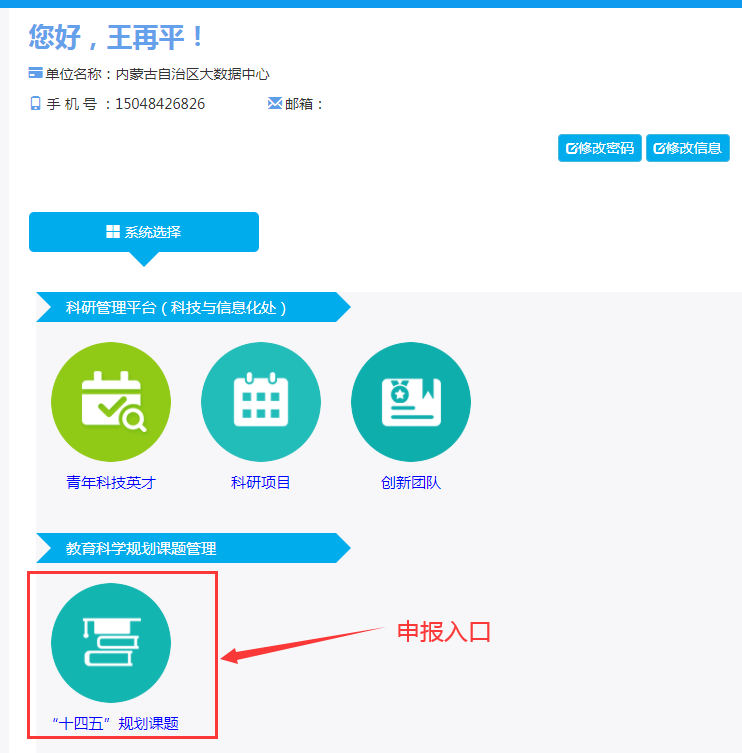 您好，王再平！
单位名称：内蒙古自治区大数据中心
手 机 号 ：15048426826 邮箱：
修改密码 修改信息
系统选择
科研管理平台（科技与信息化处）
青年科技英才 科研项目 创新团队
教育科学规划课题管理
申报入口
“十四五”规划课题